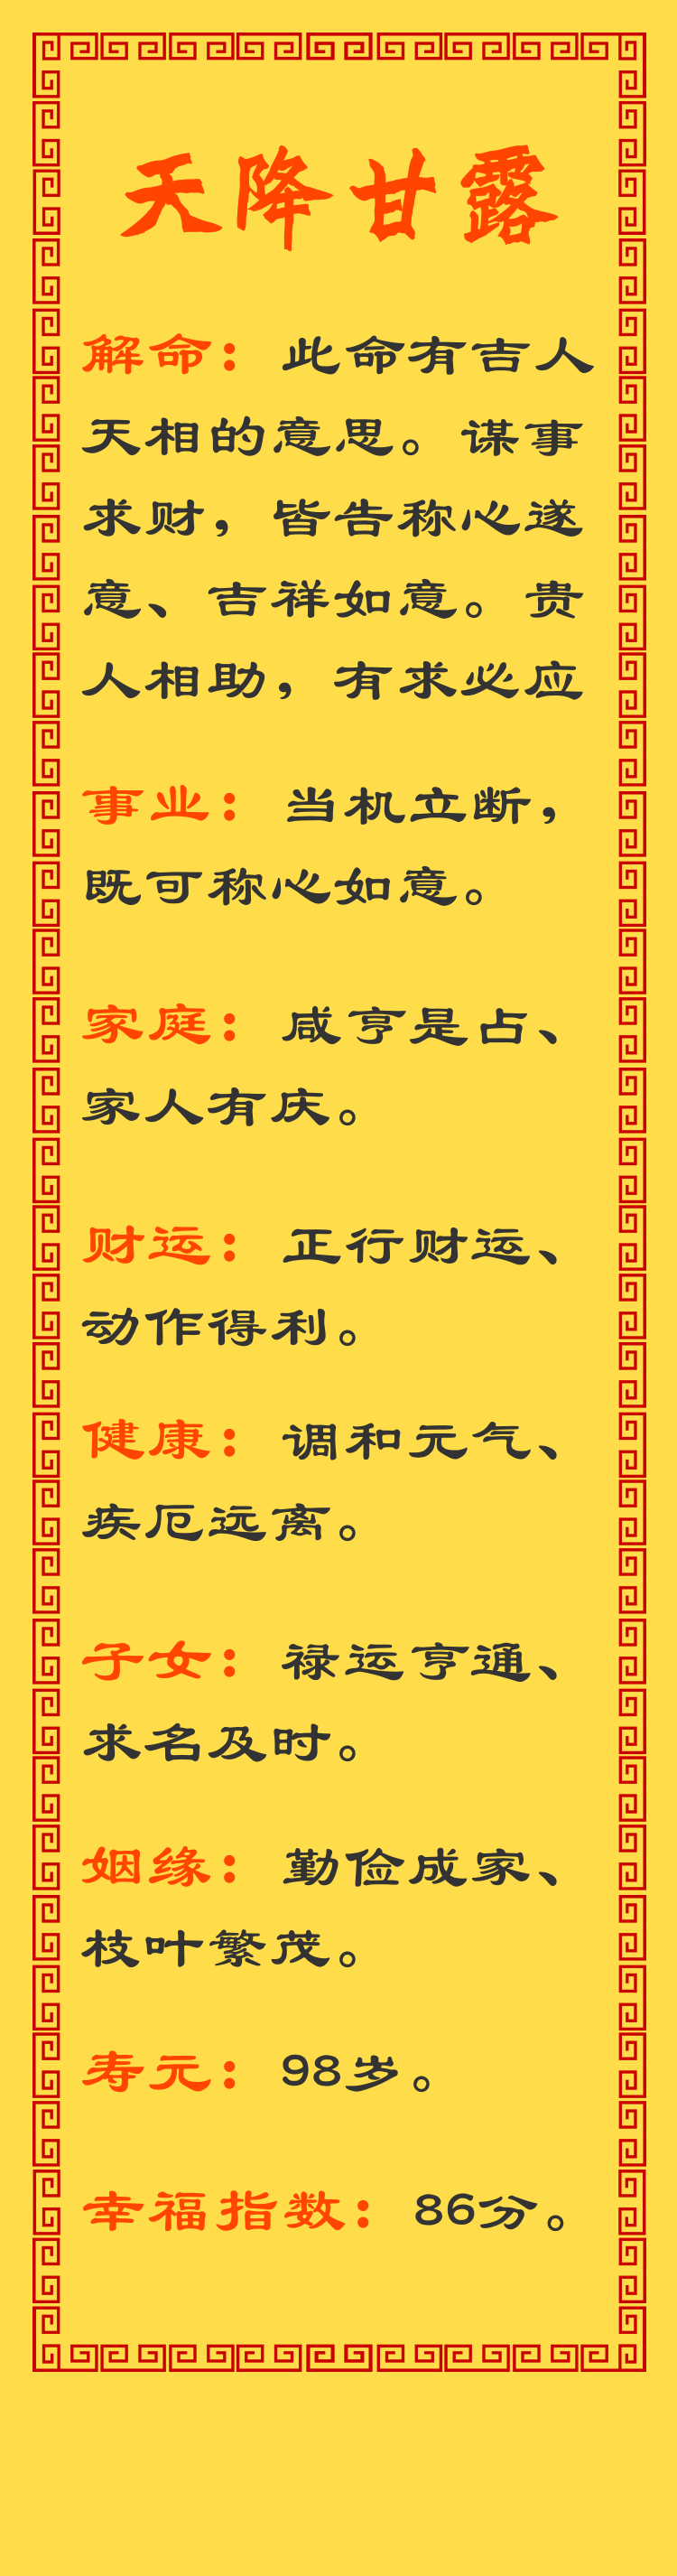 天降甘露
解命：此命有吉人
天相的意思。谋事
求财，皆告称心遂
意、吉祥如意。贵
人相助，有求必应
事业：当机立断，
既可称心如意。
家庭：咸亨是占、
家人有庆。
财运：正行财运、
动作得利。
健康：调和元气、
疾厄远离。
子女：禄运亨通、
求名及时。
姻缘：勤俭成家、
枝叶繁茂。
寿元：98岁。
幸福指数：86分。